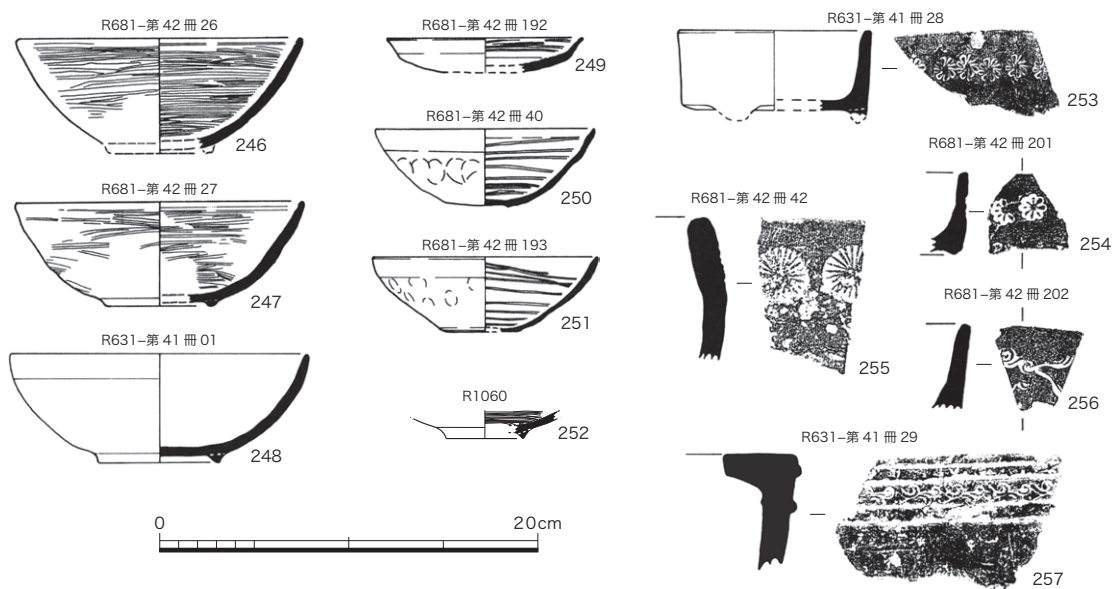 R681–第 42 冊 26
246
R681–第 42 冊 27
247
R631–第 41 冊 01
248
R681–第 42 冊 192
249
R681–第 42 冊 40
250
R681–第 42 冊 193
251
R1060
252
R631–第 41 冊 28
253
R681–第 42 冊 201
254
R681–第 42 冊 42
255
R681–第 42 冊 202
256
R631–第 41 冊 29
257
0
20cm